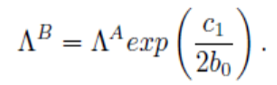 Λ^B = Λ^A exp(c_1/2b_0).